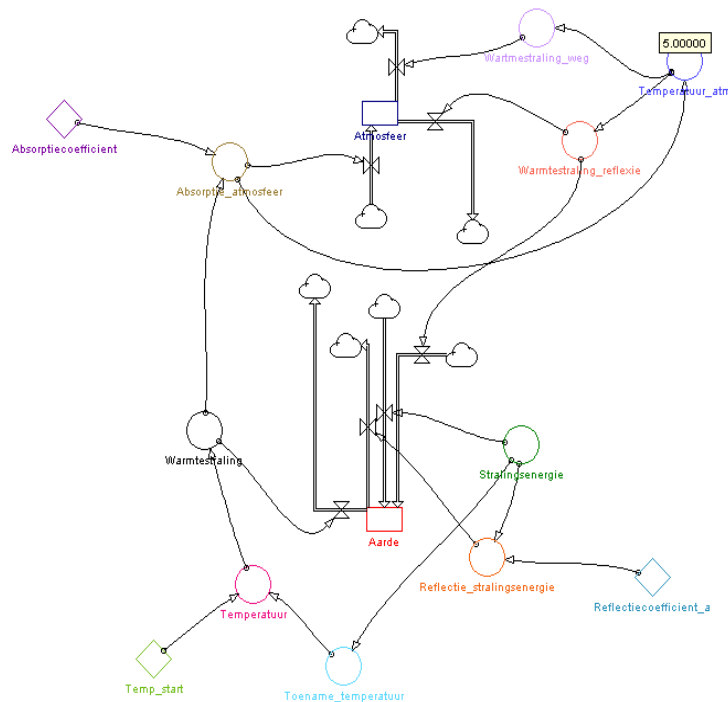 Wartmestraling_weg
5.00000
Temperatuur_atm
Atmosfeer
Absorptiecoefficient
Warmtestraling_reflexie
Absorptie_atmosfeer
Warmtestraling
Stralingsenergie
Aarde
Reflectie_stralingsenergie
Reflectiecoefficient_a
Temperatuur
Temp_start
Toename_temperatuur